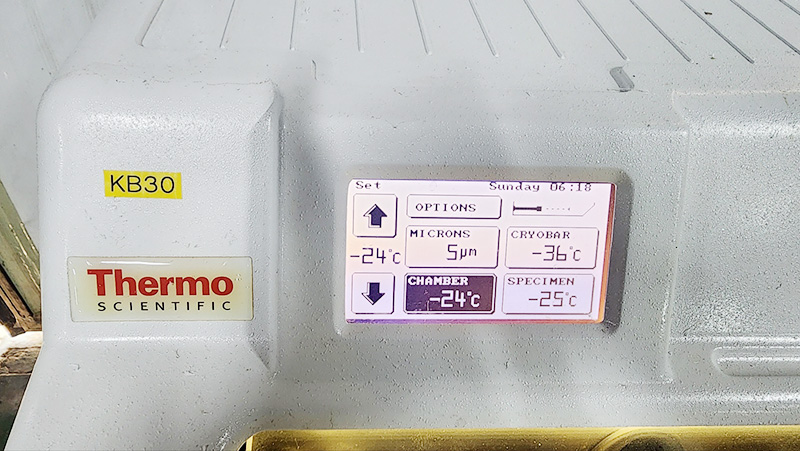 KB30
Thermo
SCIENTIFIC
Set
Sunday 06:18
OPTIONS
-24°C
MICRONS
5µm
CRYOBAR
-36°C
CHAMBER
-24°C
SPECIMEN
-25°C